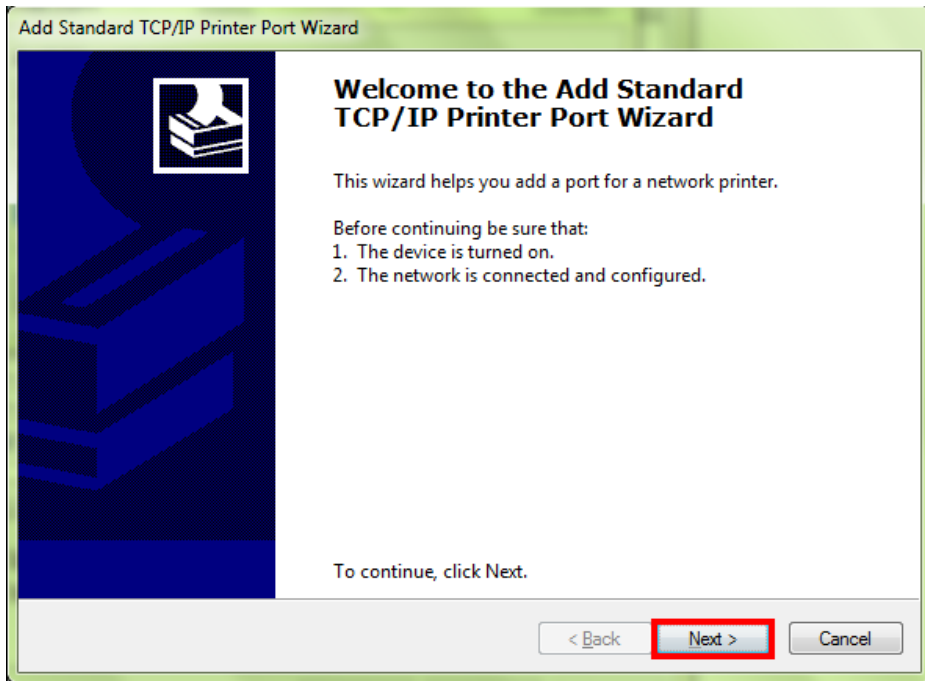 Add Standard TCP/IP Printer Port Wizard
Welcome to the Add Standard
TCP/IP Printer Port Wizard
This wizard helps you add a port for a network printer.
Before continuing be sure that:
1. The device is turned on.
2. The network is connected and configured.
To continue, click Next.
< Back
Next >
Cancel